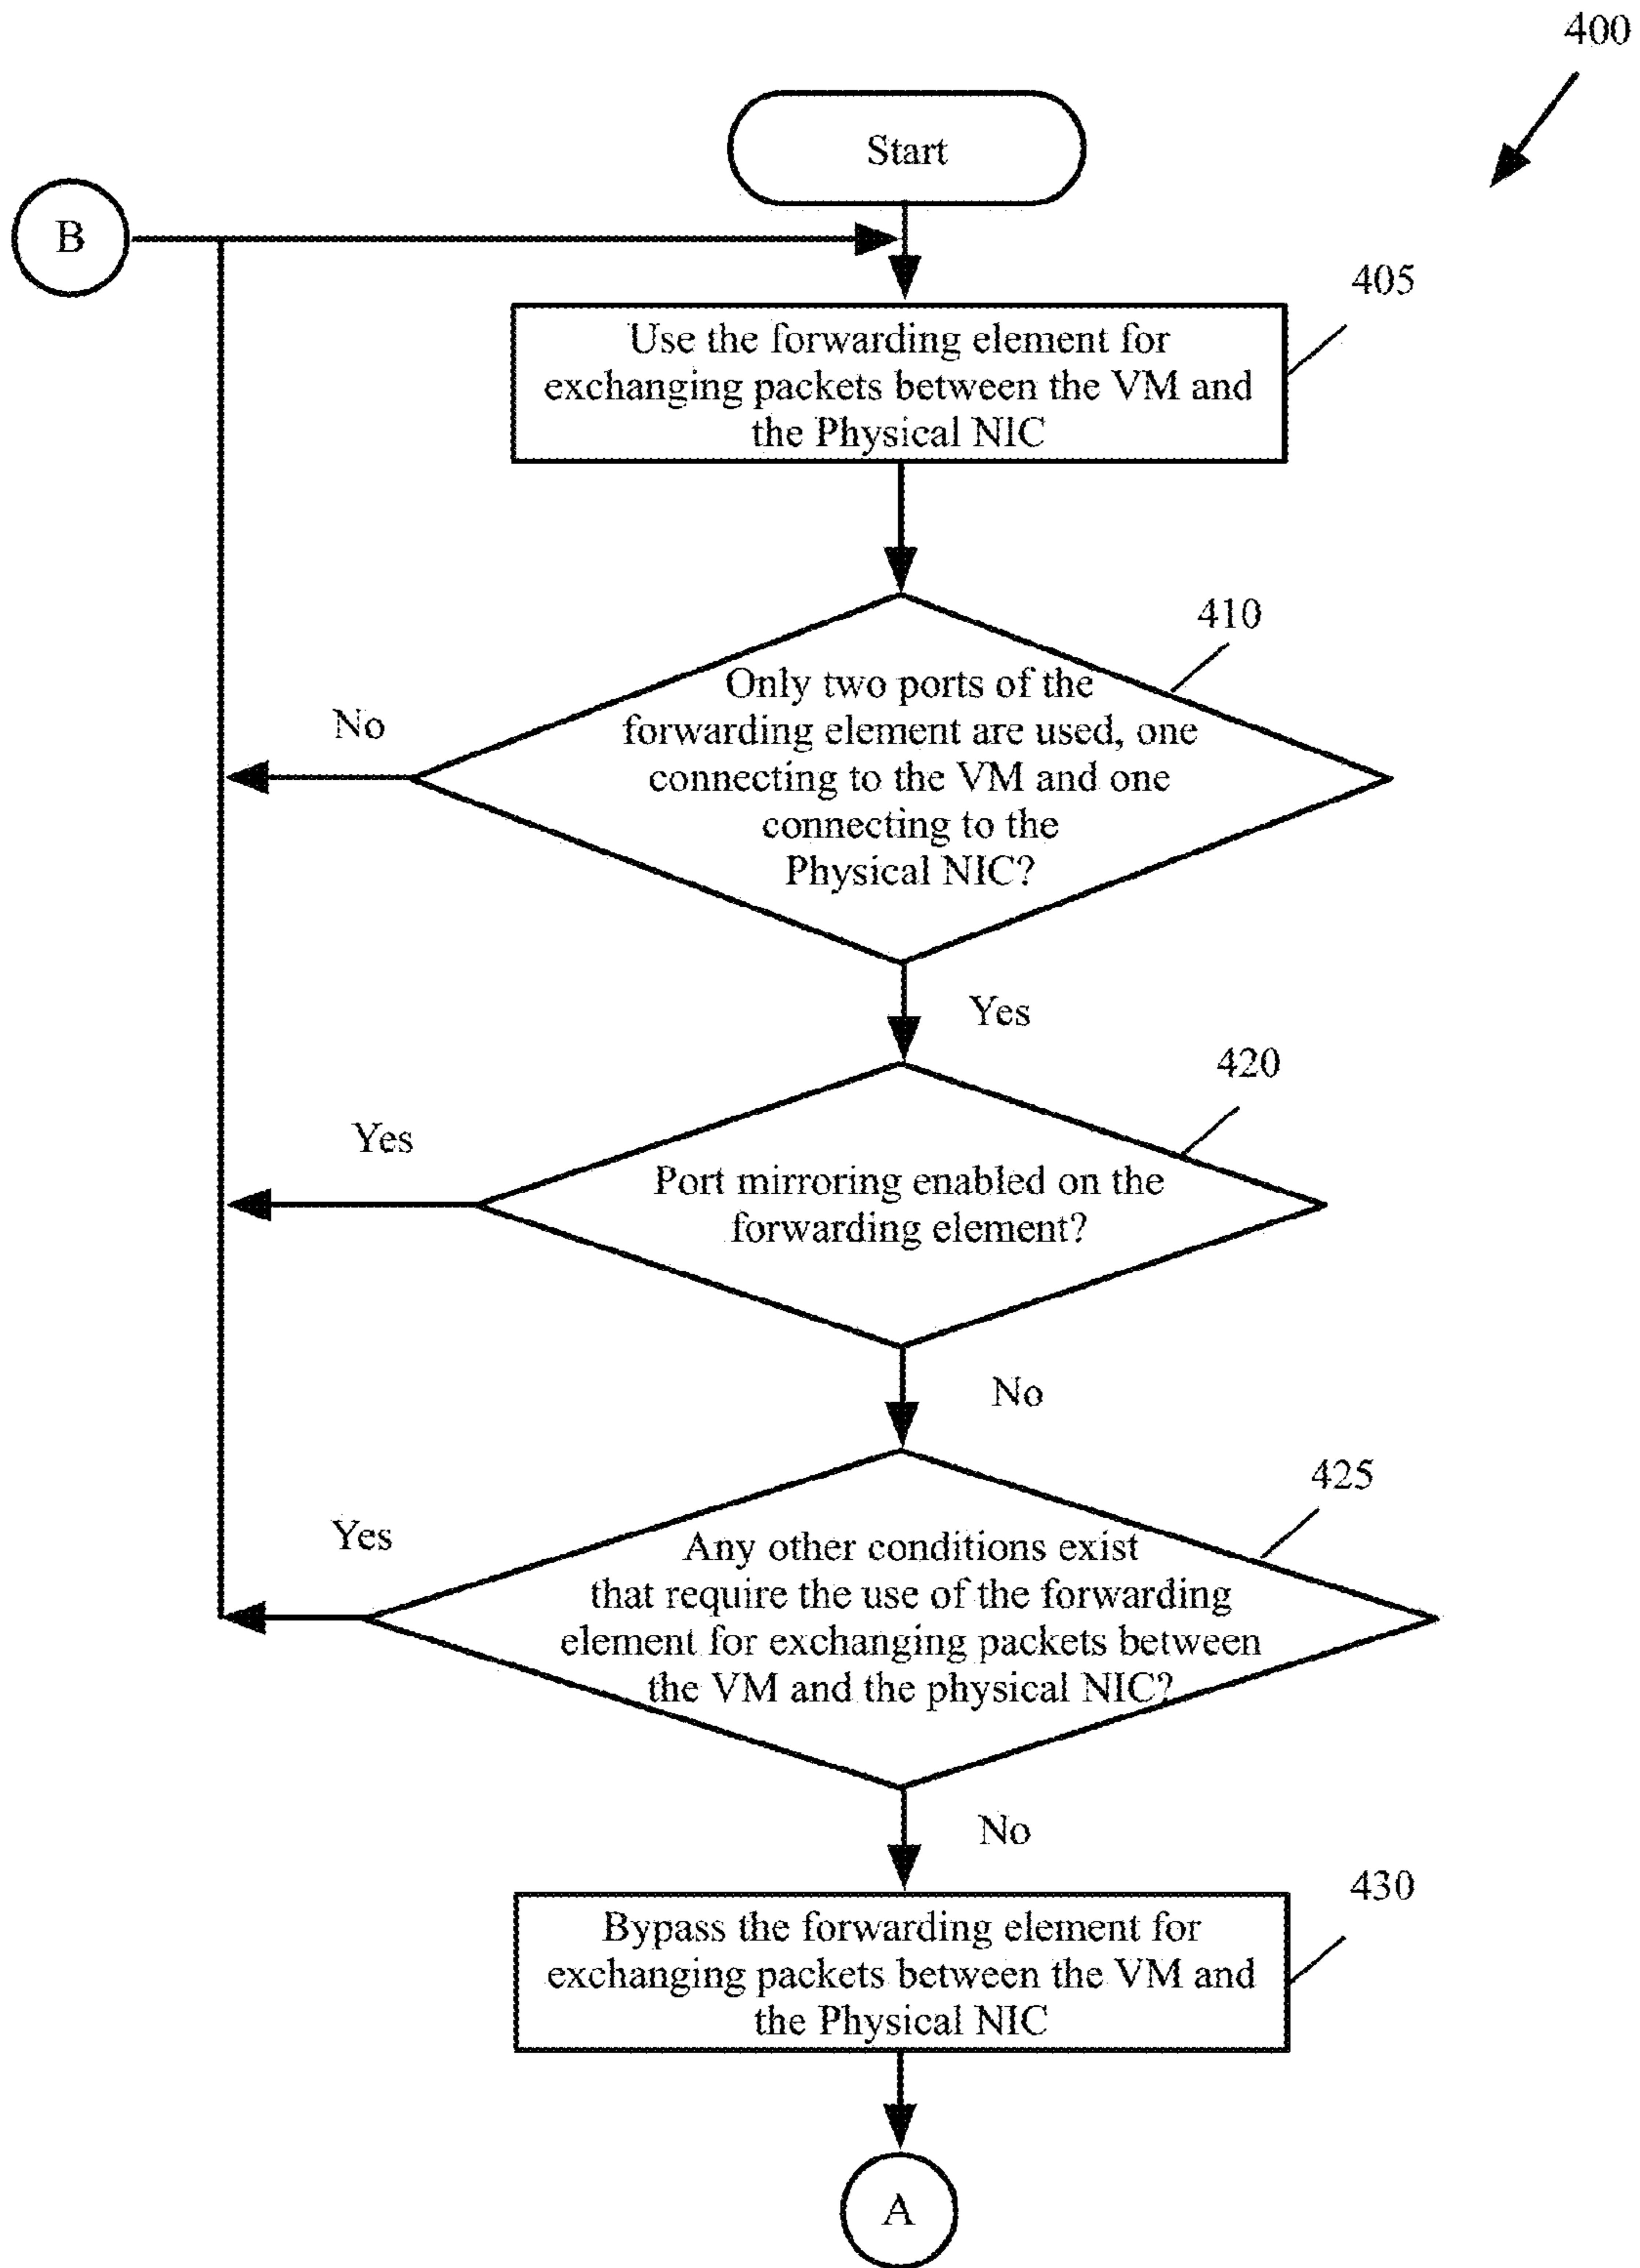 400
Start
B
405
Use the forwarding element for
exchanging packets between the VM and
the Physical NIC
410
Only two ports of the
forwarding element are used, one
connecting to the VM and one
connecting to the
Physical NIC?
No
Yes
420
Port mirroring enabled on the
forwarding element?
Yes
No
425
Any other conditions exist
that require the use of the forwarding
element for exchanging packets between
the VM and the physical NIC?
Yes
No
430
Bypass the forwarding element for
exchanging packets between the VM and
the Physical NIC
A